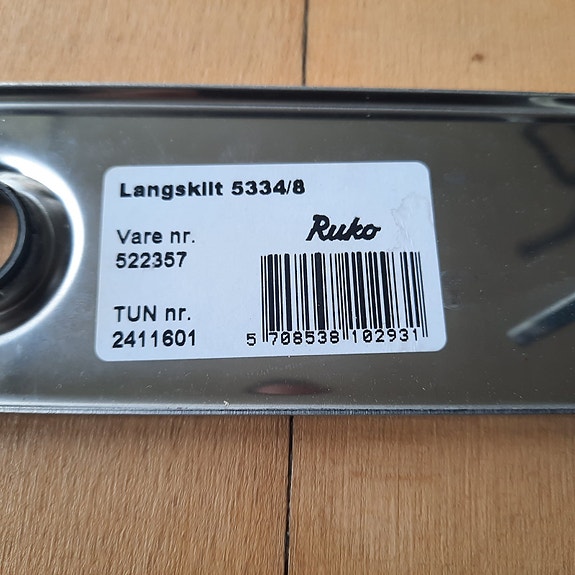 Langskilt 5334/8
Ruko
Vare nr.
522357
TUN nr.
2411601
5 708538 102931